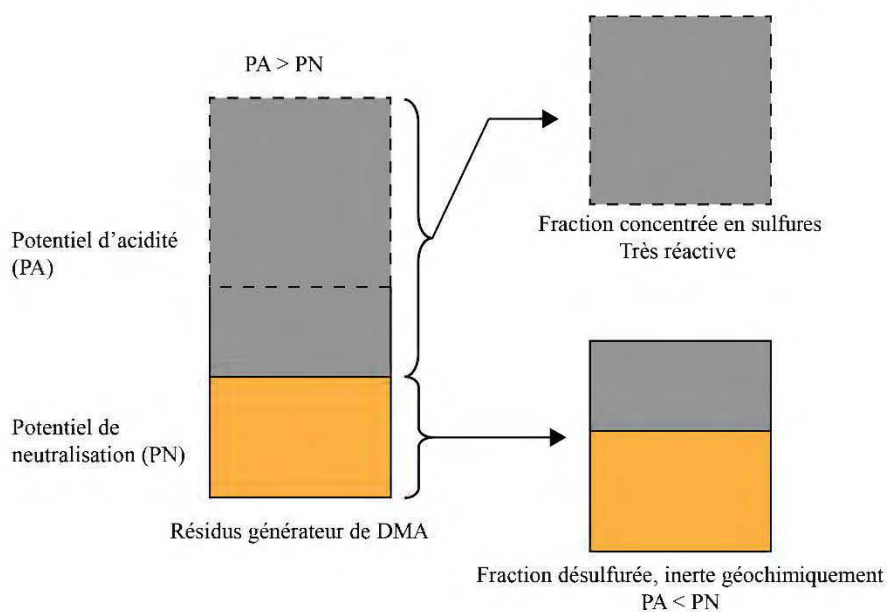 PA > PN
Potentiel d'acidité
(PA)
Potentiel de
neutralisation (PN)
Résidus générateur de DMA
Fraction concentrée en sulfures
Très réactive
Fraction désulfurée, inerte géochimiquement
PA < PN